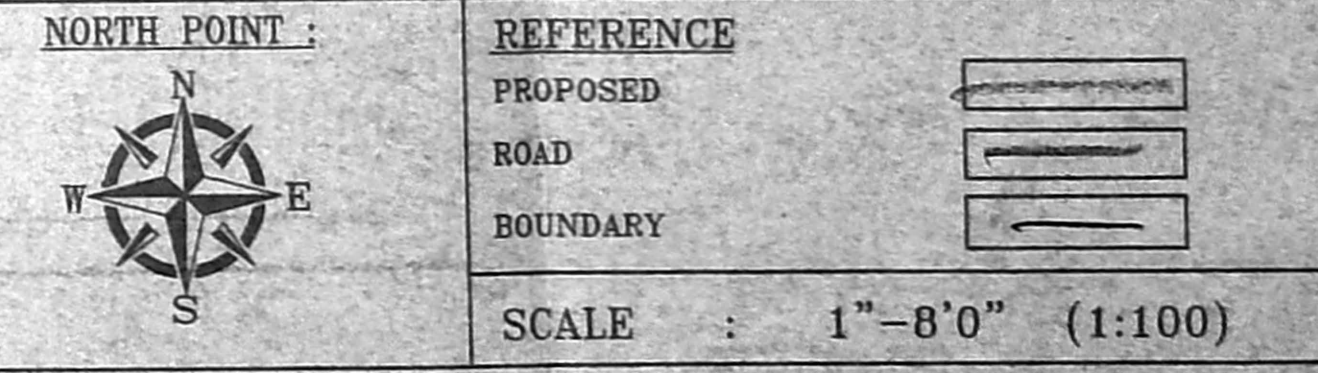 NORTH POINT :
N
W E
S
REFERENCE
PROPOSED
ROAD
BOUNDARY
SCALE : 1"-8'0" (1:100)